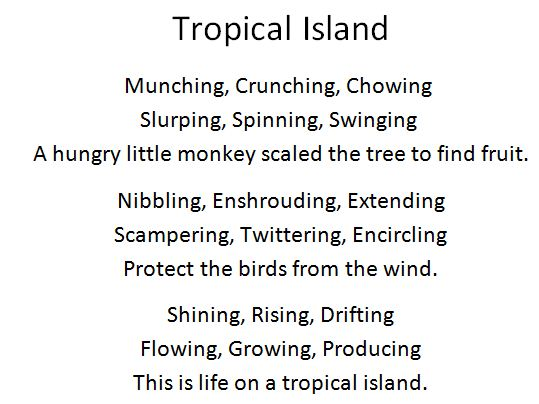 Tropical Island
Munching, Crunching, Chowing
Slurping, Spinning, Swinging
A hungry little monkey scaled the tree to find fruit.
Nibbling, Enshrouding, Extending
Scampering, Twittering, Encircling
Protect the birds from the wind.
Shining, Rising, Drifting
Flowing, Growing, Producing
This is life on a tropical island.